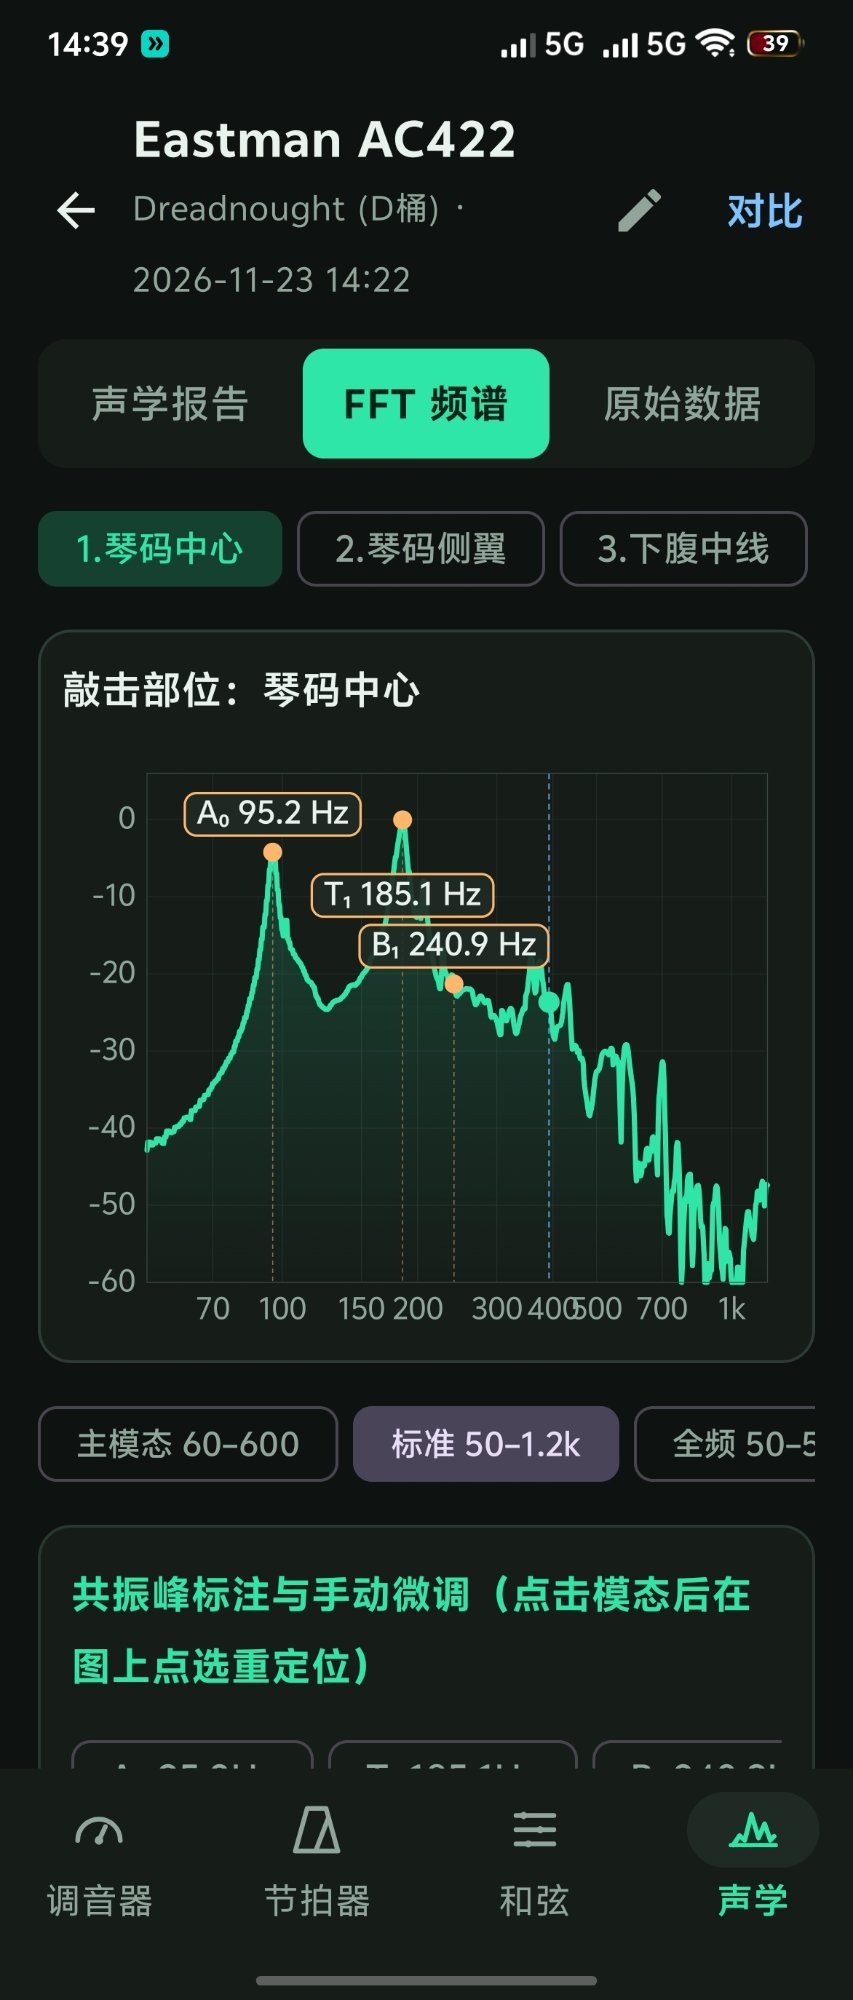 14:39
5G 5G 39
Eastman AC422
Dreadnought (D桶) ·
2026-11-23 14:22
对比
声学报告 FFT 频谱 原始数据
1.琴码中心 2.琴码侧翼 3.下腹中线
敲击部位：琴码中心
A₀ 95.2 Hz
T₁ 185.1 Hz
B₁ 240.9 Hz
0
-10
-20
-30
-40
-50
-60
70 100 150 200 300 400 500 700 1k
主模态 60–600 标准 50–1.2k 全频 50–5
共振峰标注与手动微调（点击模态后在
图上点选重定位）
调音器 节拍器 和弦 声学